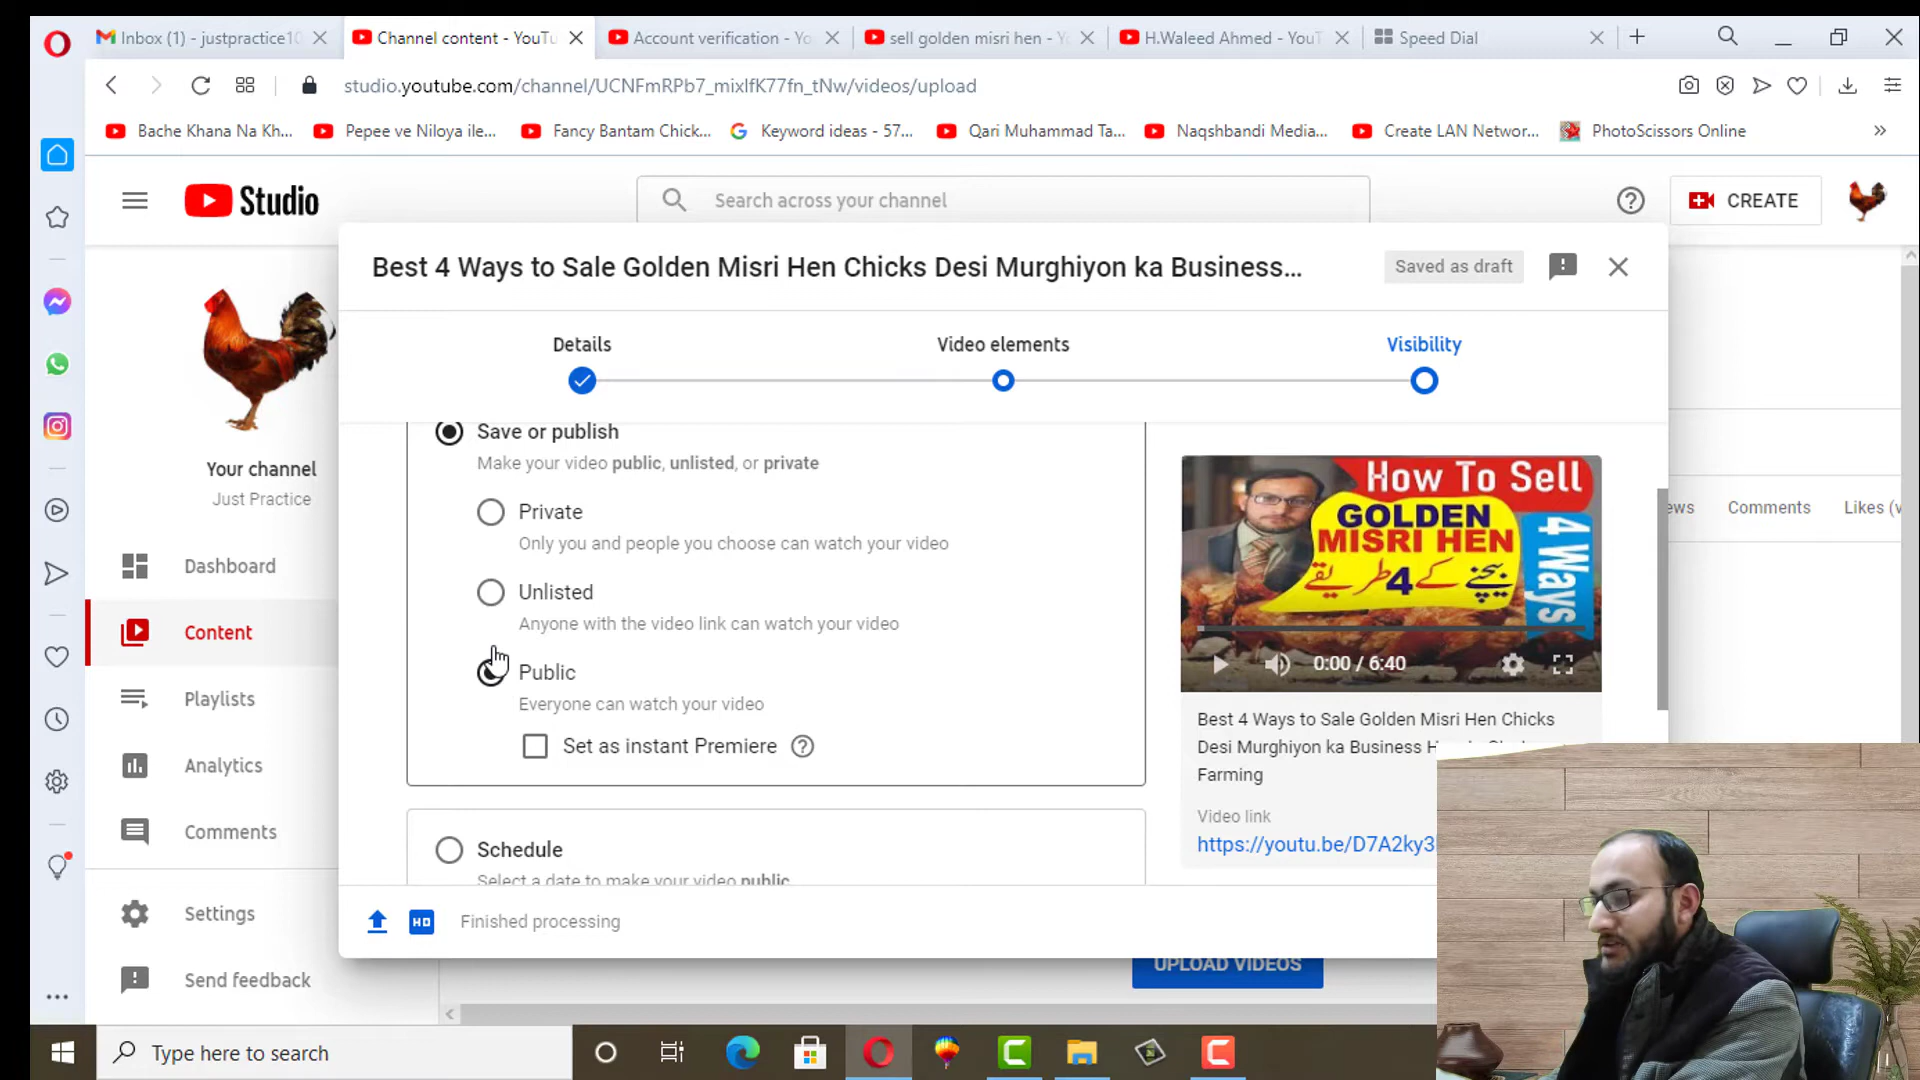 Inbox (1) - justpractice10
Channel content - YouTu
Account verification - Yo
sell golden misri hen - Y
H.Waleed Ahmed - YouT
Speed Dial
studio.youtube.com/channel/UCNFmRPb7_mixlfK77fn_tNw/videos/upload
Bache Khana Na Kh...
Pepee ve Niloya ile...
Fancy Bantam Chick...
Keyword ideas - 57...
Qari Muhammad Ta...
Naqshbandi Media...
Create LAN Networ...
PhotoScissors Online
Studio
Search across your channel
CREATE
Best 4 Ways to Sale Golden Misri Hen Chicks Desi Murghiyon ka Business...
Saved as draft
Details
Video elements
Visibility
Your channel
Just Practice
Dashboard
Content
Playlists
Analytics
Comments
Settings
Send feedback
Save or publish
Make your video public, unlisted, or private
Private
Only you and people you choose can watch your video
Unlisted
Anyone with the video link can watch your video
Public
Everyone can watch your video
Set as instant Premiere
Schedule
Select a date to make your video public
How To Sell
GOLDEN
MISRI HEN
بیچنے کے 4 طریقے
4 Ways
0:00 / 6:40
Best 4 Ways to Sale Golden Misri Hen Chicks
Desi Murghiyon ka Business
Farming
Video link
https://youtu.be/D7A2ky3
ews
Comments
Likes (v
HD
Finished processing
UPLOAD VIDEOS
Type here to search